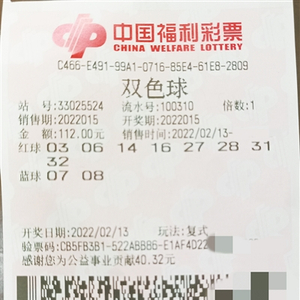 中国福利彩票
CHINA WELFARE LOTTERY
C466-E491-99A1-0716-85E4-61E8-2809
双色球
站 号:33025524 流水号:100310 倍数:1
销售期:2022015 开奖期:2022015
金 额:112.00元 销售时间:2022/02/13-
红球 03 06 14 16 27 28 31
32
蓝球 07 08
开奖日期:2022/02/13 玩法:复式
验票码:CB5FB3B1-522ABB86-E1AF4D22
感谢您为公益事业贡献40.32元